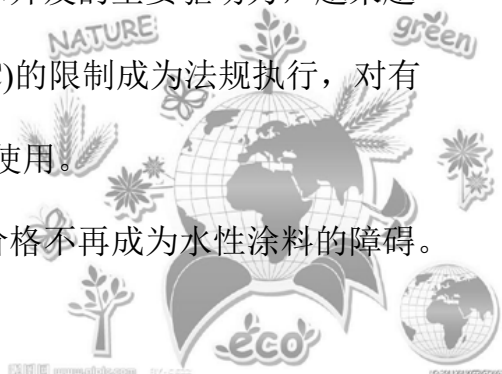 和开发的主要驱动力，越来越
NATURE
green
C)的限制成为法规执行，对有
使用。
价格不再成为水性涂料的障碍。
eco